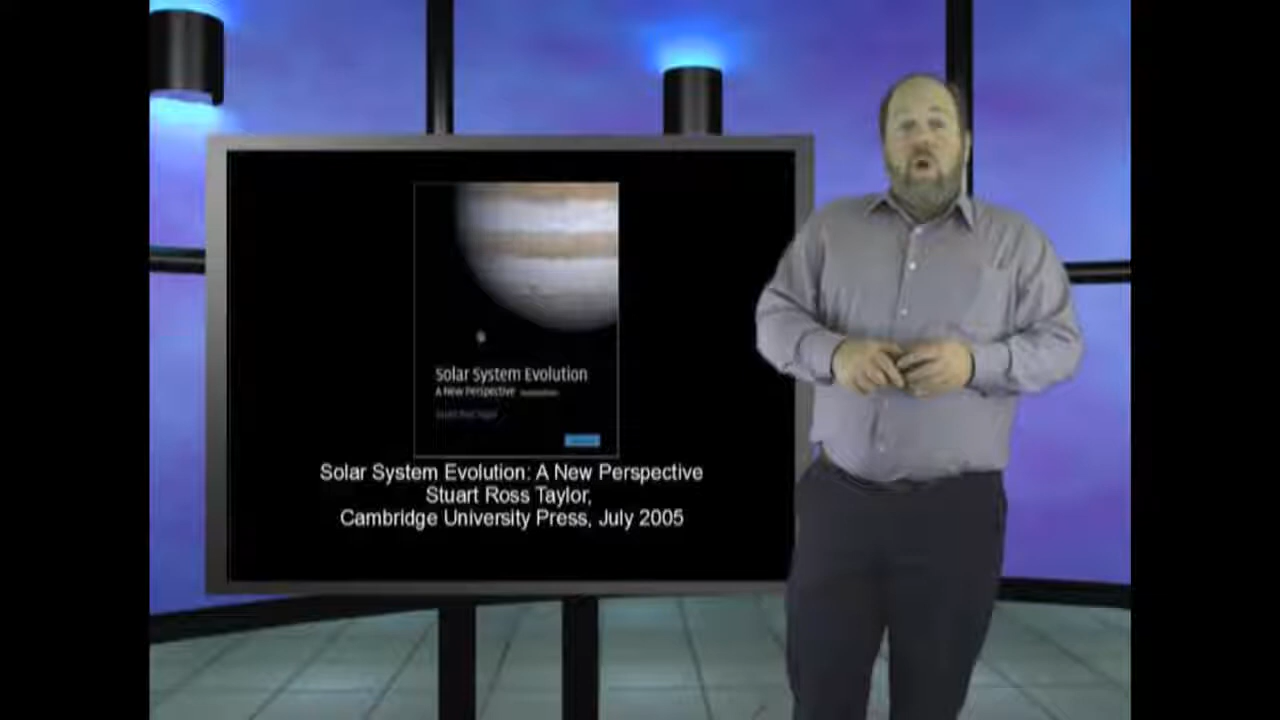 Solar System Evolution
A New Perspective
Solar System Evolution: A New Perspective
Stuart Ross Taylor,
Cambridge University Press, July 2005